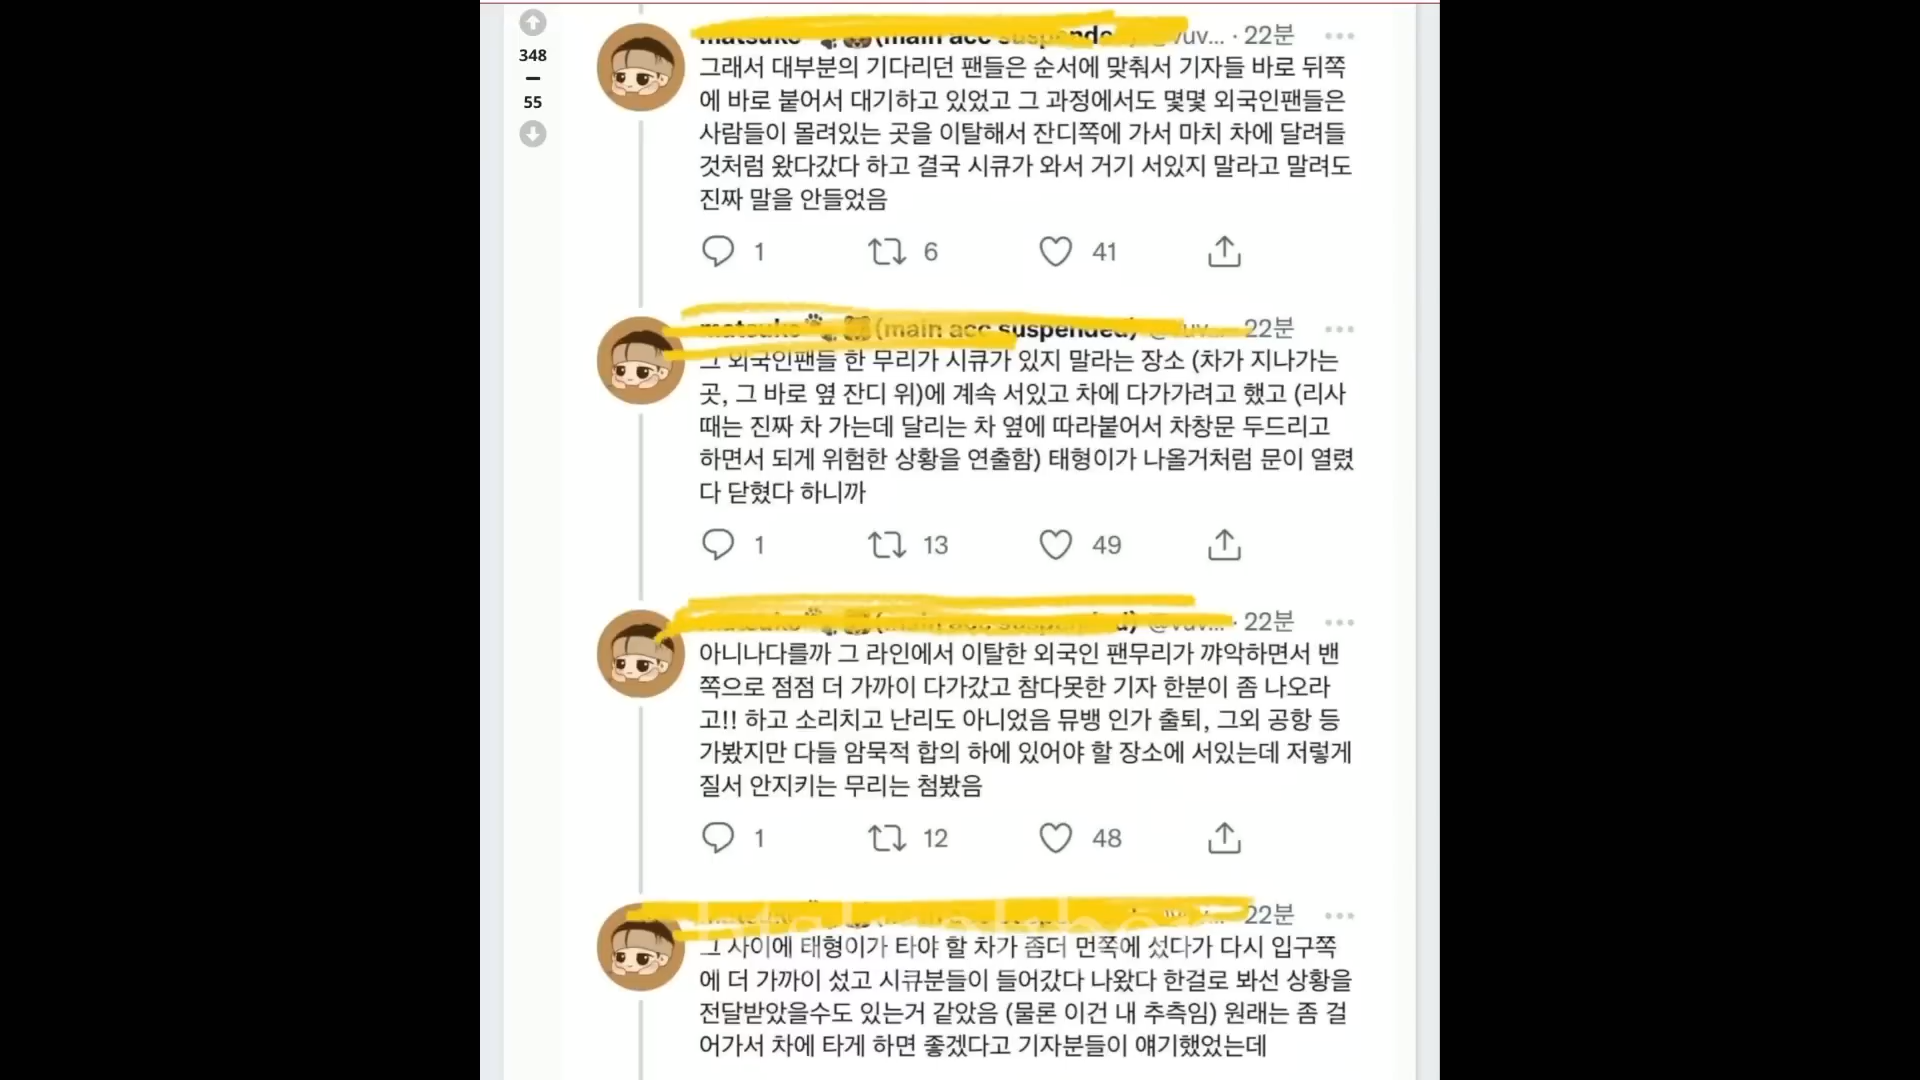 348
55
(main acc suspended) · 22분
그래서 대부분의 기다리던 팬들은 순서에 맞춰서 기자들 바로 뒤쪽
에 바로 붙어서 대기하고 있었고 그 과정에서도 몇몇 외국인팬들은
사람들이 몰려있는 곳을 이탈해서 잔디쪽에 가서 마치 차에 달려들
것처럼 왔다갔다 하고 결국 시큐가 와서 거기 서있지 말라고 말려도
진짜 말을 안들었음
1 6 41
matsuko (main acc suspended) 22분
그 외국인팬들 한 무리가 시큐가 있지 말라는 장소 (차가 지나가는
곳, 그 바로 옆 잔디 위)에 계속 서있고 차에 다가가려고 했고 (리사
때는 진짜 차 가는데 달리는 차 옆에 따라붙어서 차창문 두드리고
하면서 되게 위험한 상황을 연출함) 태형이가 나올거처럼 문이 열렸
다 닫혔다 하니까
1 13 49
· 22분
아니나다를까 그 라인에서 이탈한 외국인 팬무리가 꺄악하면서 밴
쪽으로 점점 더 가까이 다가갔고 참다못한 기자 한분이 좀 나오라
고!! 하고 소리치고 난리도 아니었음 뮤뱅 인가 출퇴, 그외 공항 등
가봤지만 다들 암묵적 합의 하에 있어야 할 장소에 서있는데 저렇게
질서 안지키는 무리는 첨봤음
1 12 48
22분
그 사이에 태형이가 타야 할 차가 좀더 먼쪽에 섰다가 다시 입구쪽
에 더 가까이 섰고 시큐분들이 들어갔다 나왔다 한걸로 봐선 상황을
전달받았을수도 있는거 같았음 (물론 이건 내 추측임) 원래는 좀 걸
어가서 차에 타게 하면 좋겠다고 기자분들이 얘기했었는데